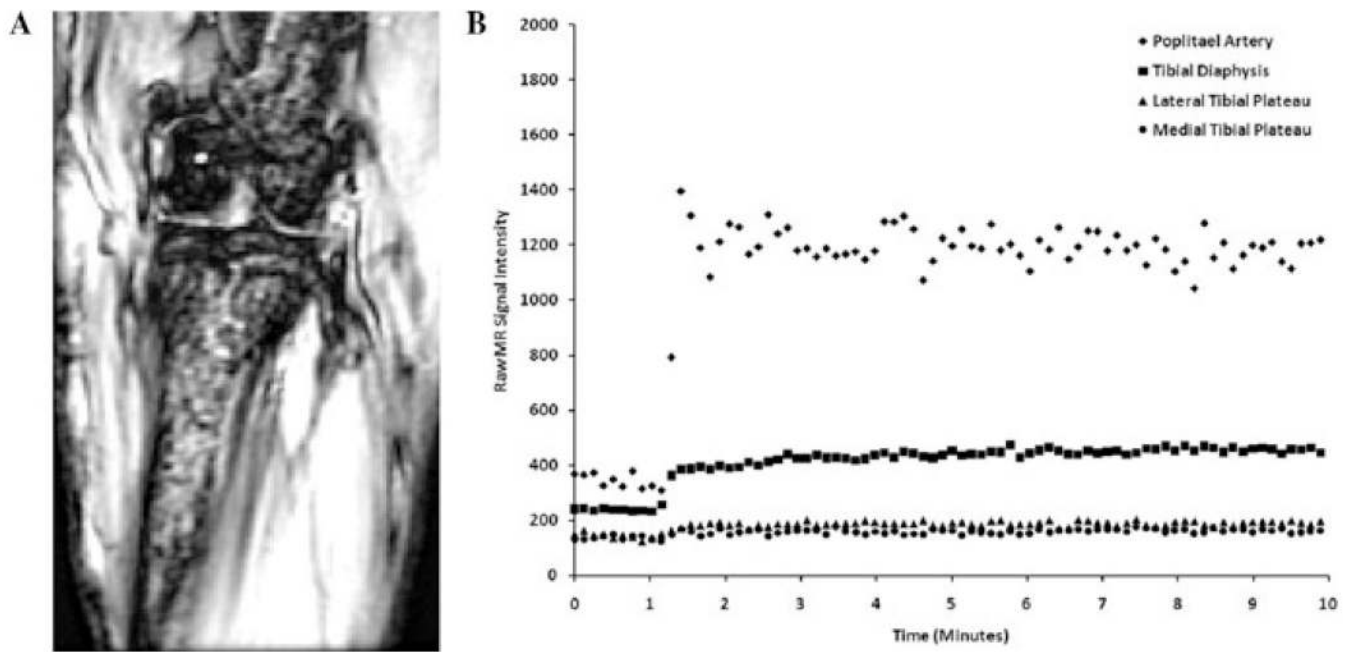 A
B
2000
1800
1600
1400
1200
1000
800
600
400
200
0
RawMR Signal Intensity
Poplitael Artery
Tibial Diaphysis
Lateral Tibial Plateau
Medial Tibial Plateau
0 1 2 3 4 5 6 7 8 9 10
Time (Minutes)